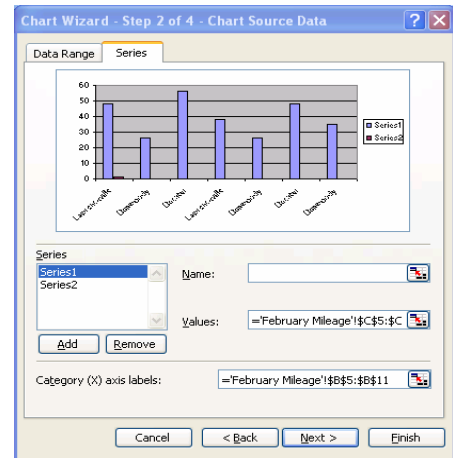 Chart Wizard - Step 2 of 4 - Chart Source Data
Data Range
Series
60
50
40
30
20
10
0
Series1
Series2
Series
Series1
Series2
Name:
Values:
='February Mileage'!$C$5:$C
Add
Remove
Category (X) axis labels:
='February Mileage'!$B$5:$B$11
Cancel
< Back
Next >
Finish